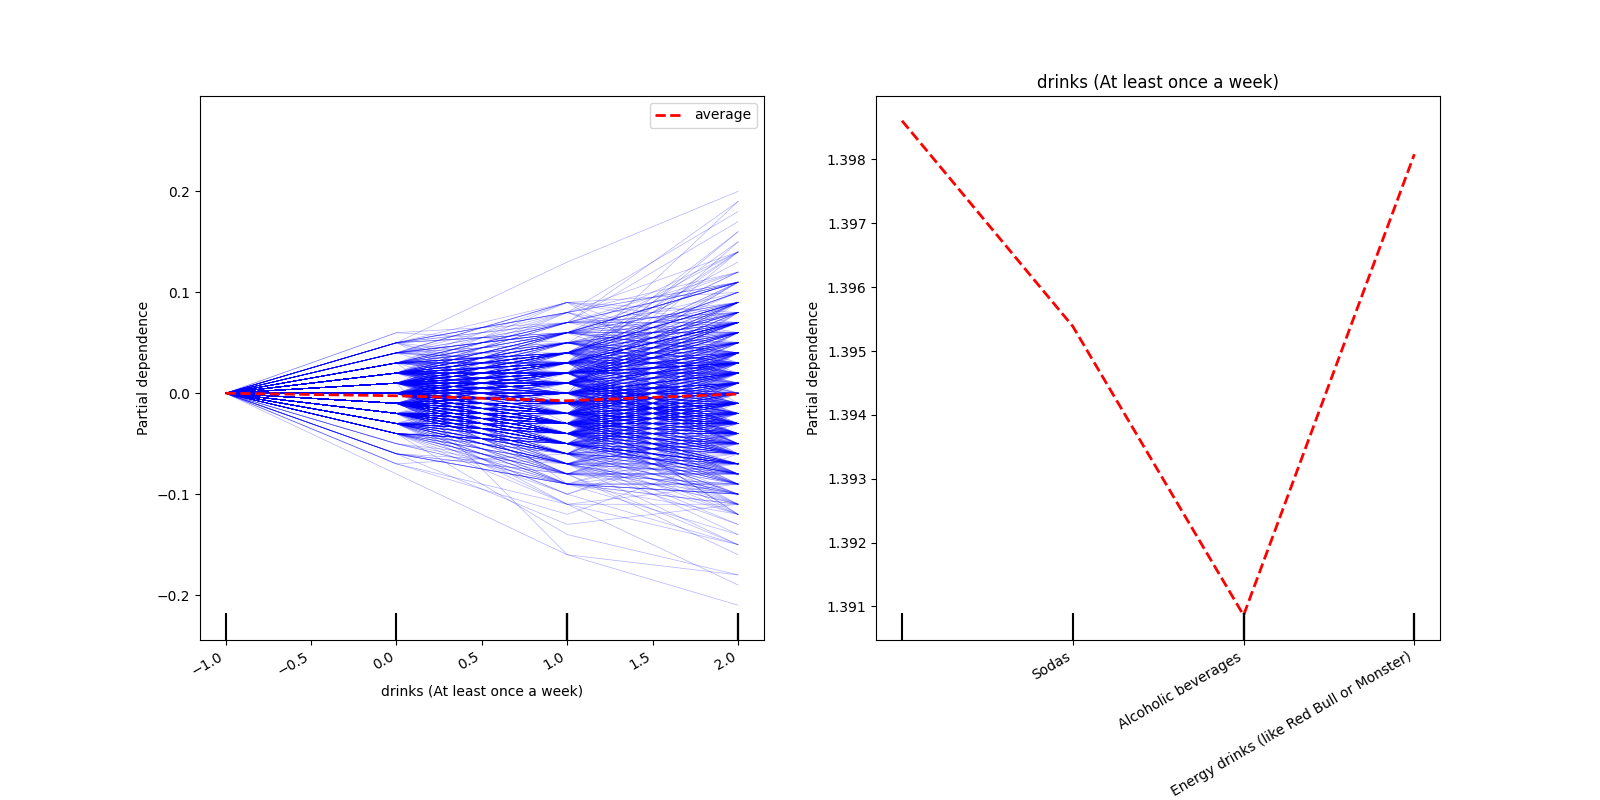 average
0.2
0.1
0.0
−0.1
−0.2
Partial dependence
−1.0
−0.5
0.0
0.5
1.0
1.5
2.0
drinks (At least once a week)
drinks (At least once a week)
1.398
1.397
1.396
1.395
1.394
1.393
1.392
1.391
Partial dependence
Sodas
Alcoholic beverages
Energy drinks (like Red Bull or Monster)